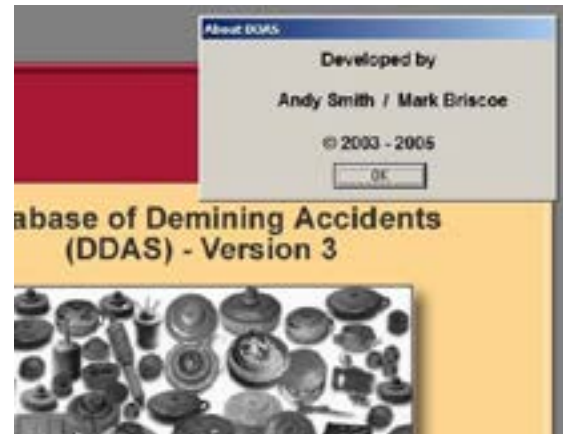 About DDAS
Developed by
Andy Smith / Mark Briscoe
© 2003 - 2005
OK
abase of Demining Accidents
(DDAS) - Version 3